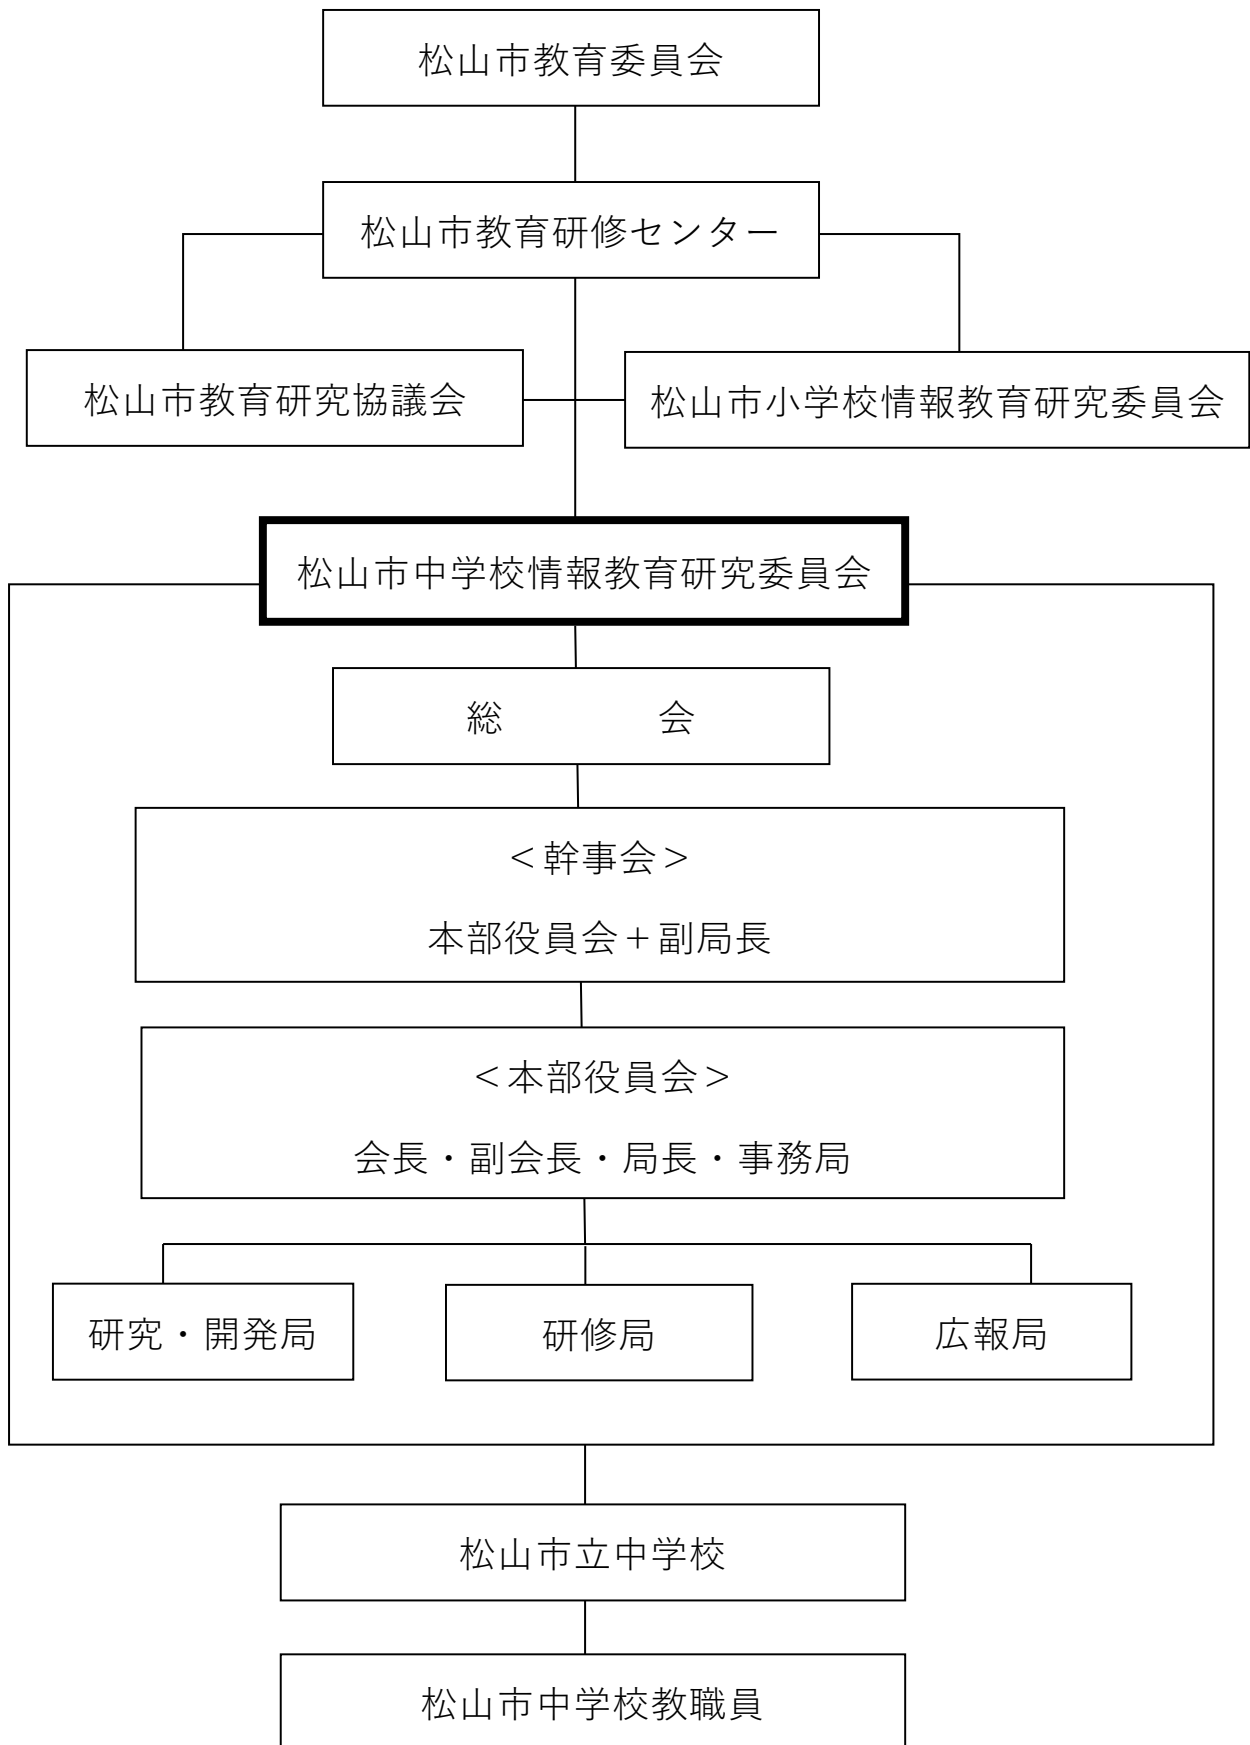 松山市教育委員会
松山市教育研修センター
松山市教育研究協議会
松山市小学校情報教育研究委員会
松山市中学校情報教育研究委員会
総　　　　会
＜幹事会＞
本部役員会＋副局長
＜本部役員会＞
会長・副会長・局長・事務局
研究・開発局
研修局
広報局
松山市立中学校
松山市中学校教職員